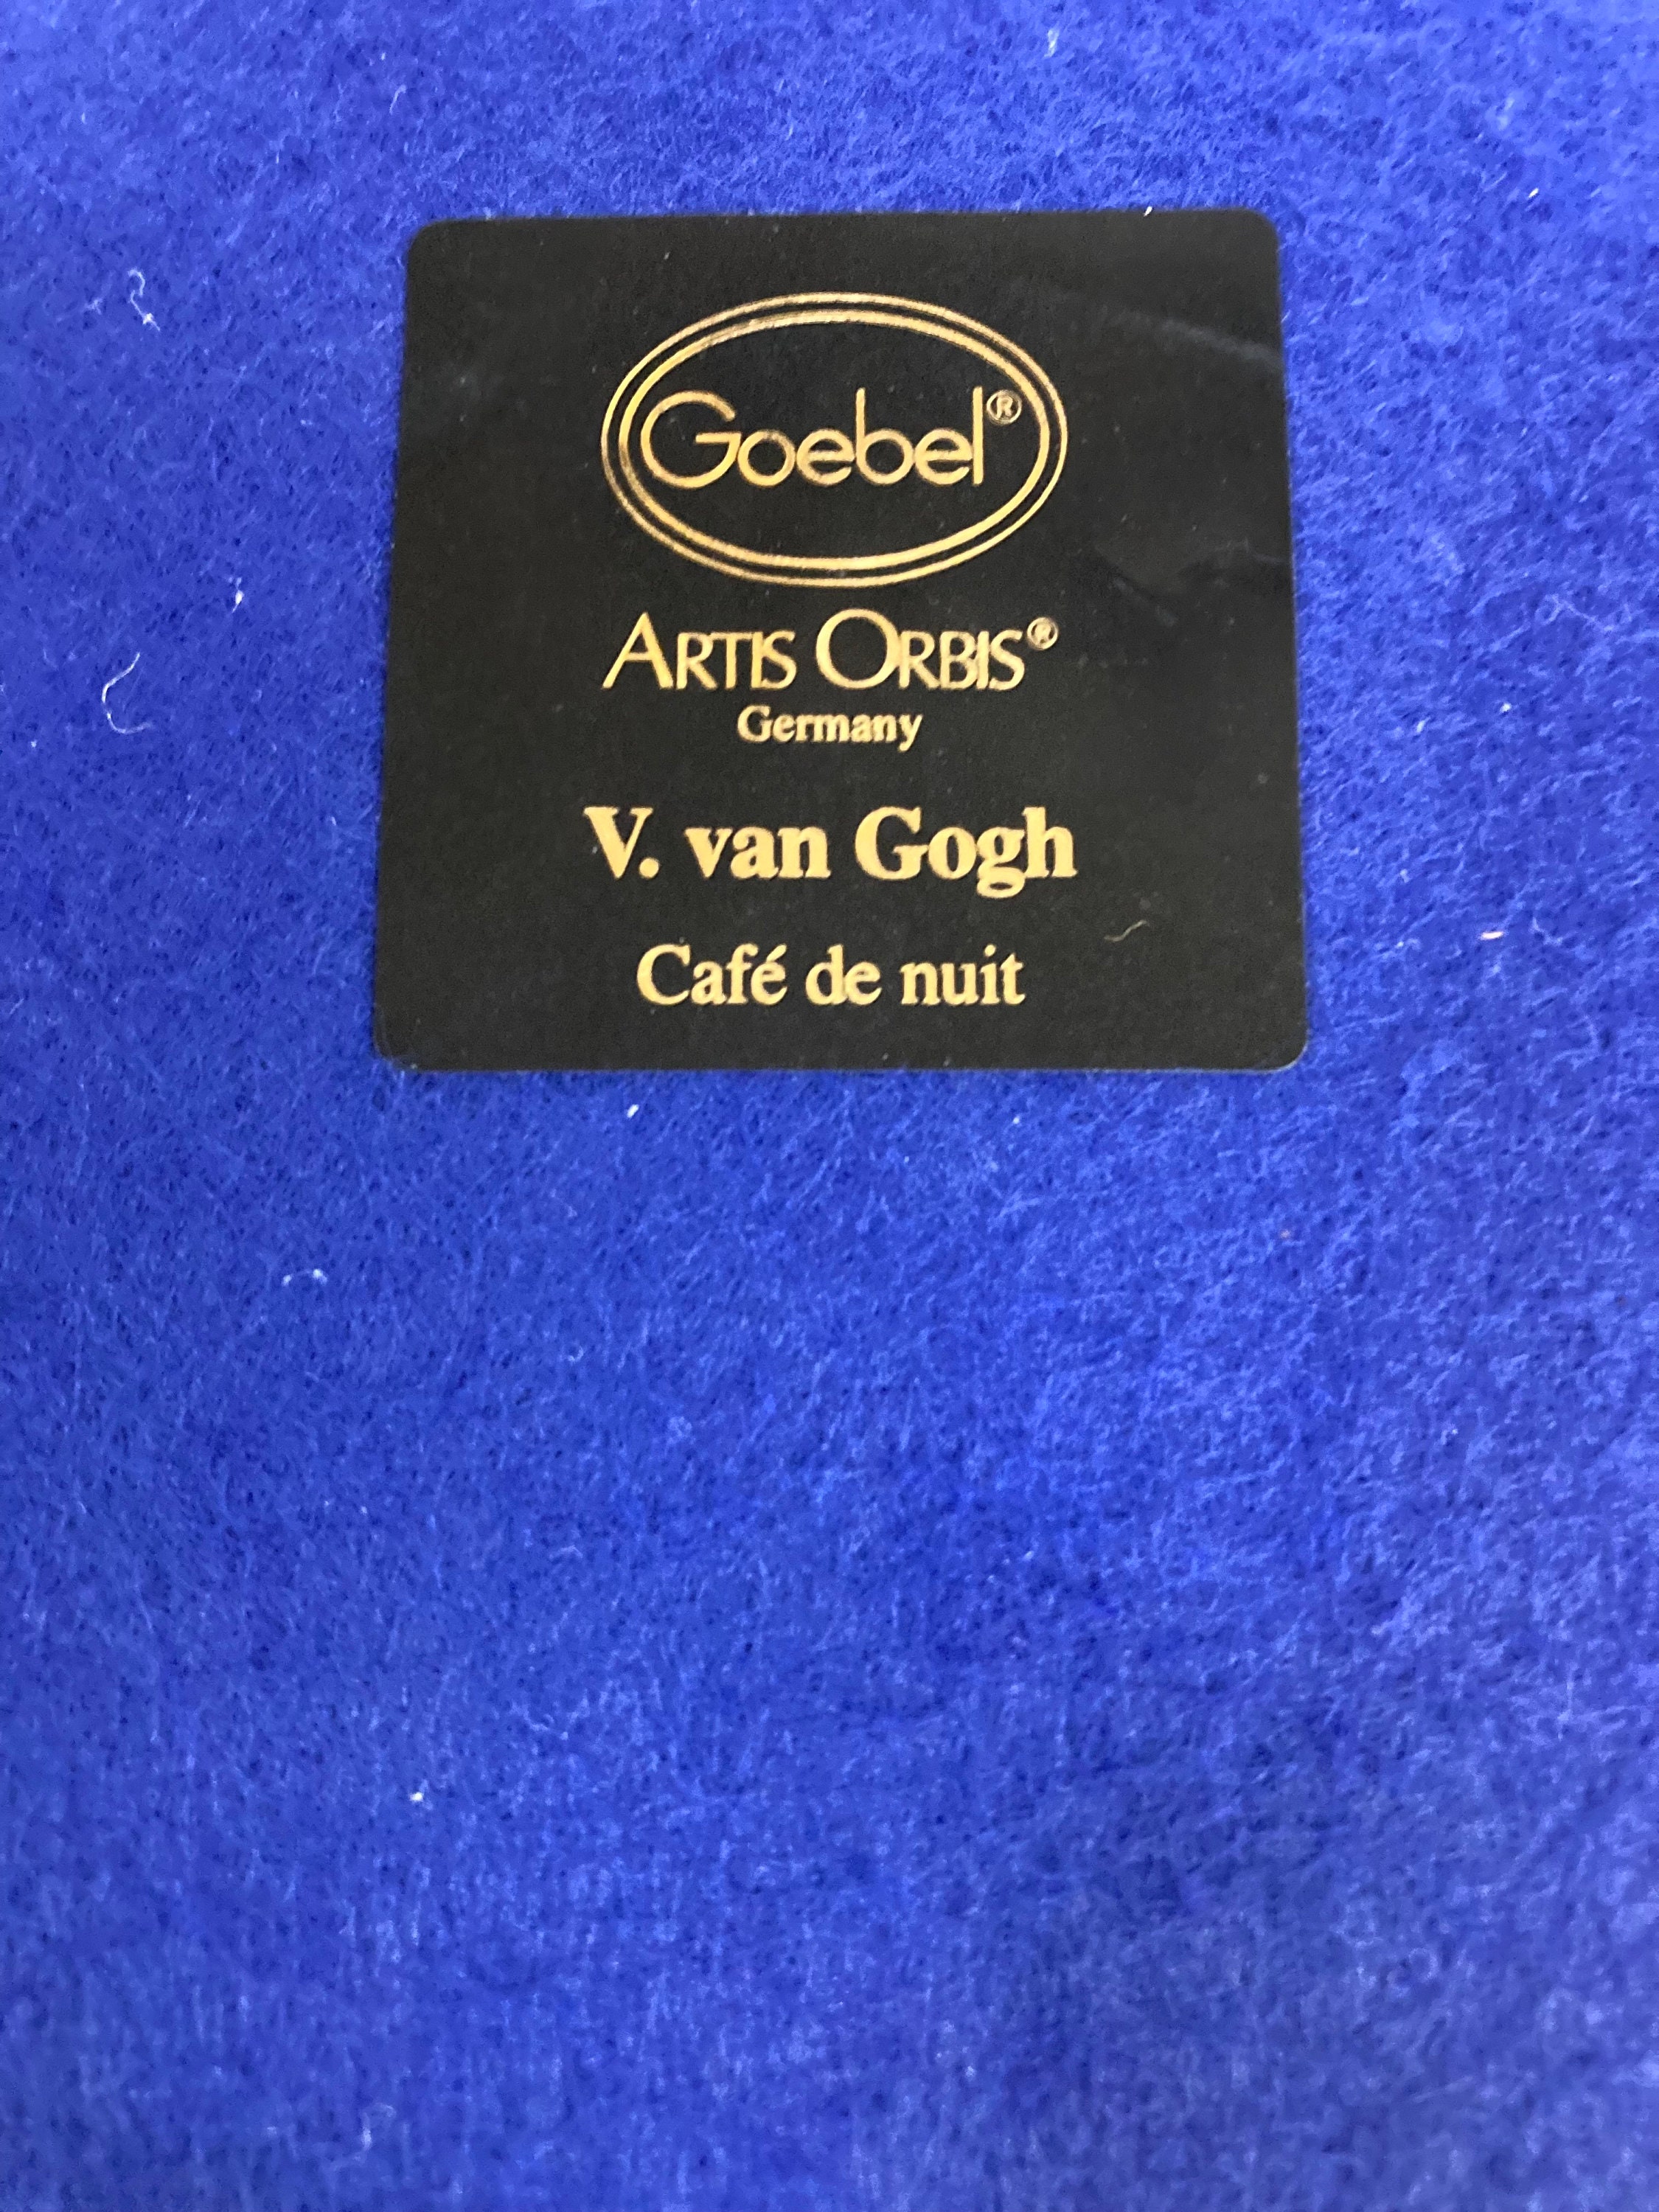 Goebel®
ARTIS ORBIS®
Germany
V. van Gogh
Café de nuit